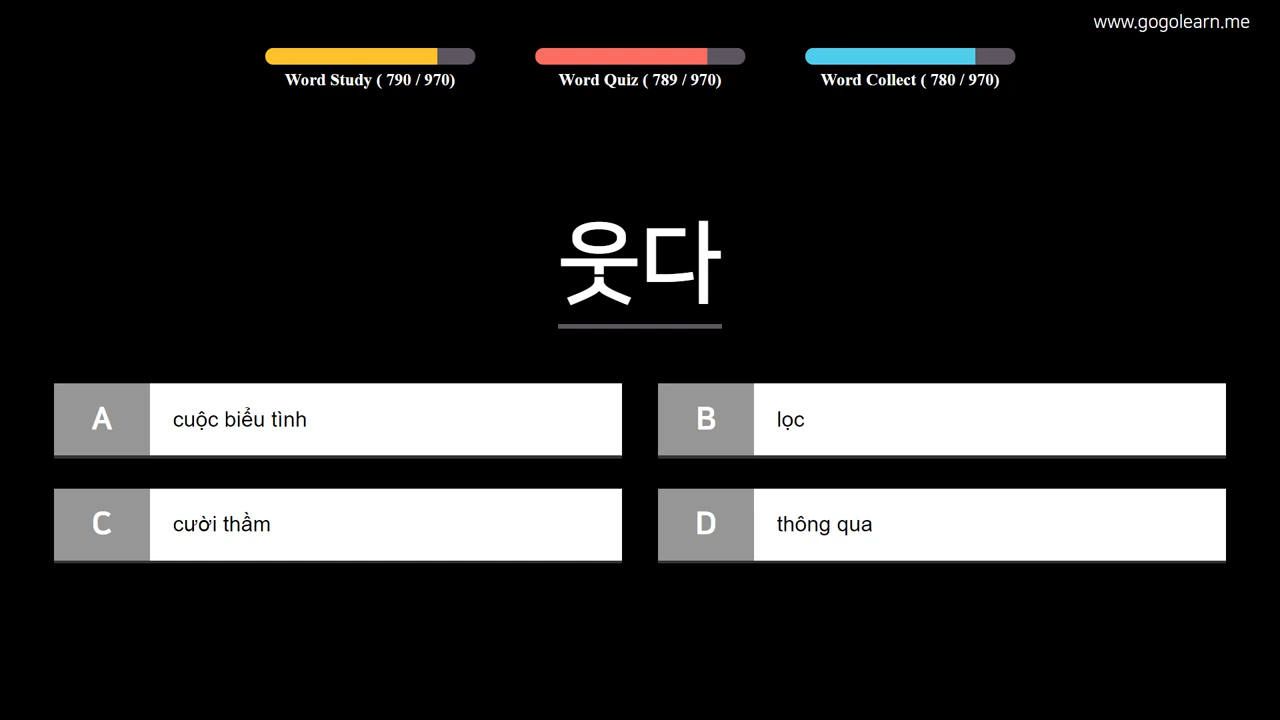 www.gogolearn.me
Word Study ( 790 / 970)
Word Quiz ( 789 / 970)
Word Collect ( 780 / 970)
웃다
A cuộc biểu tình
B lọc
C cười thầm
D thông qua